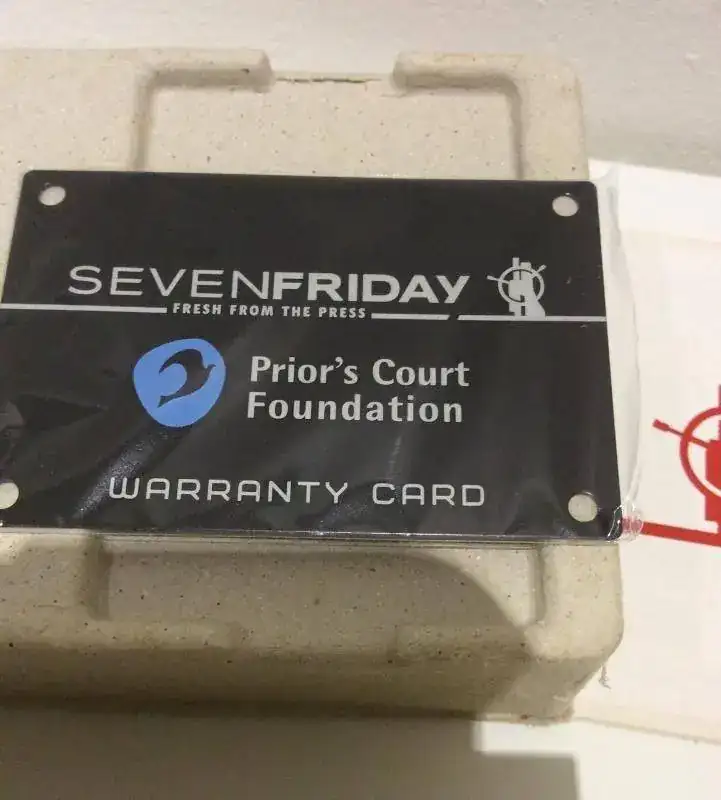 SEVENFRIDAY
FRESH FROM THE PRESS
Prior's Court
Foundation
WARRANTY CARD